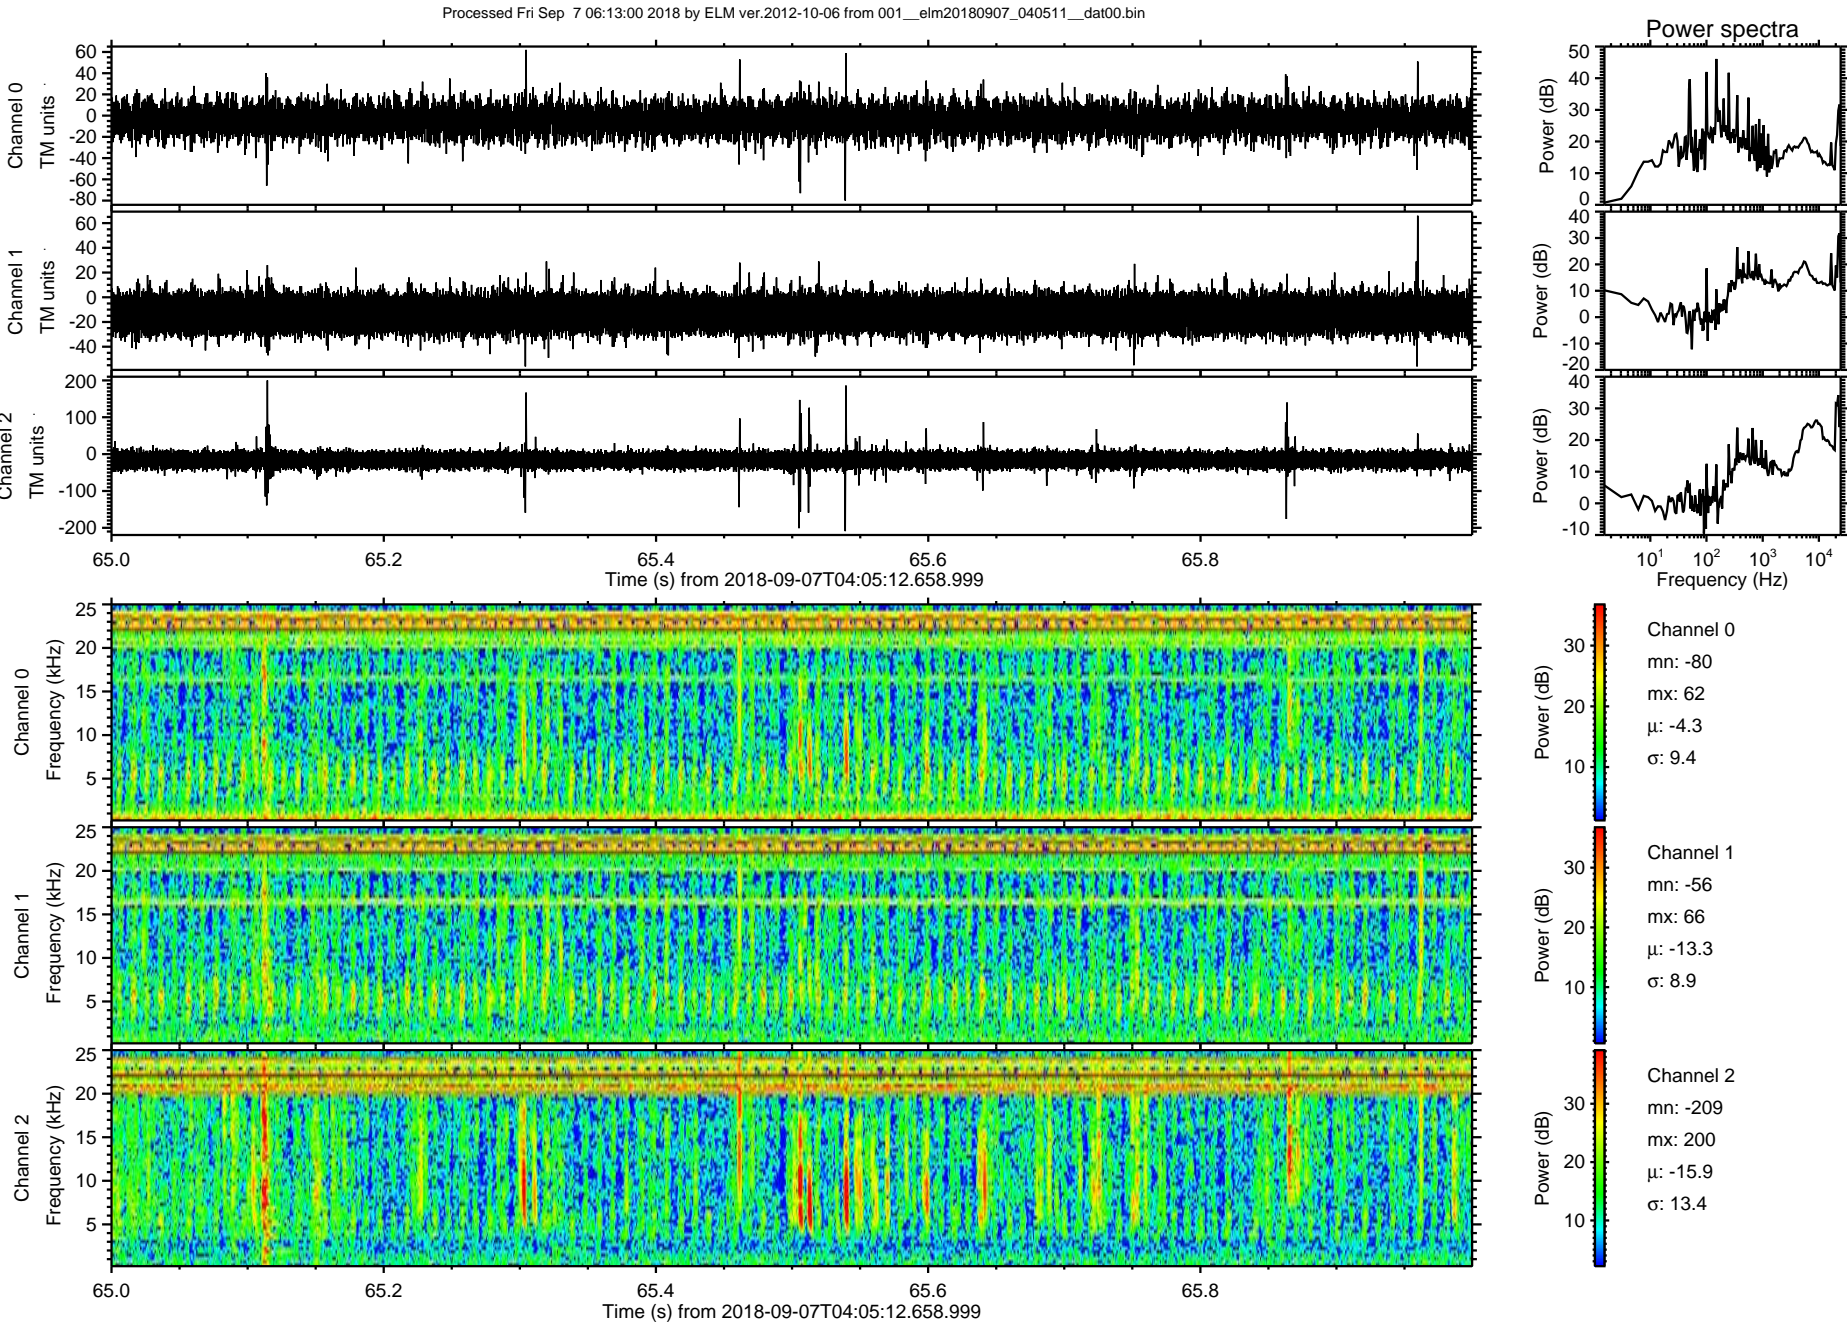 Processed Fri Sep 7 06:13:00 2018 by ELM ver.2012-10-06 from 001__elm20180907_040511__dat00.bin
Power spectra
Channel 0
TM units
60
40
20
0
-20
-40
-60
-80
Power (dB)
50
40
30
20
10
0
Channel 1
TM units
60
40
20
0
-20
-40
Power (dB)
40
30
20
10
0
-10
-20
Channel 2
TM units
200
100
0
-100
-200
Power (dB)
40
30
20
10
0
-10
65.0 65.2 65.4 65.6 65.8
Time (s) from 2018-09-07T04:05:12.658.999
10¹ 10² 10³ 10⁴
Frequency (Hz)
Channel 0
Frequency (kHz)
25
20
15
10
5
Power (dB)
30
20
10
Channel 0
mn: -80
mx: 62
μ: -4.3
σ: 9.4
Channel 1
Frequency (kHz)
25
20
15
10
5
Power (dB)
30
20
10
Channel 1
mn: -56
mx: 66
μ: -13.3
σ: 8.9
Channel 2
Frequency (kHz)
25
20
15
10
5
Power (dB)
30
20
10
Channel 2
mn: -209
mx: 200
μ: -15.9
σ: 13.4
65.0 65.2 65.4 65.6 65.8
Time (s) from 2018-09-07T04:05:12.658.999